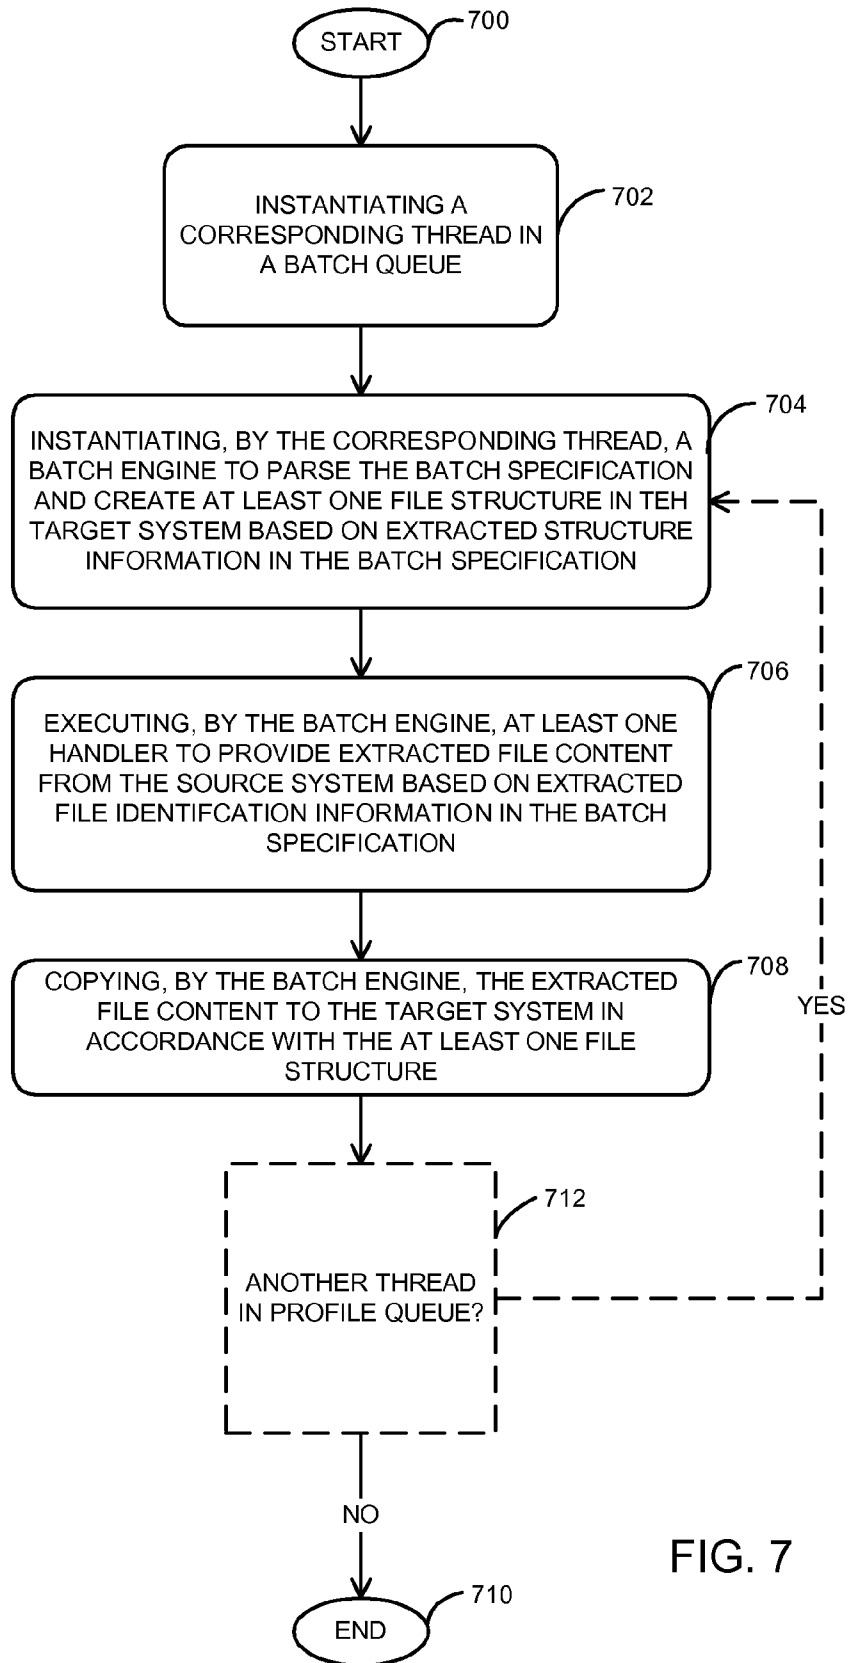 START
700
INSTANTIATING A
CORRESPONDING THREAD IN
A BATCH QUEUE
702
INSTANTIATING, BY THE CORRESPONDING THREAD, A
BATCH ENGINE TO PARSE THE BATCH SPECIFICATION
AND CREATE AT LEAST ONE FILE STRUCTURE IN TEH
TARGET SYSTEM BASED ON EXTRACTED STRUCTURE
INFORMATION IN THE BATCH SPECIFICATION
704
EXECUTING, BY THE BATCH ENGINE, AT LEAST ONE
HANDLER TO PROVIDE EXTRACTED FILE CONTENT
FROM THE SOURCE SYSTEM BASED ON EXTRACTED
FILE IDENTIFCATION INFORMATION IN THE BATCH
SPECIFICATION
706
COPYING, BY THE BATCH ENGINE, THE EXTRACTED
FILE CONTENT TO THE TARGET SYSTEM IN
ACCORDANCE WITH THE AT LEAST ONE FILE
STRUCTURE
708
YES
ANOTHER THREAD
IN PROFILE QUEUE?
712
NO
END
710
FIG. 7